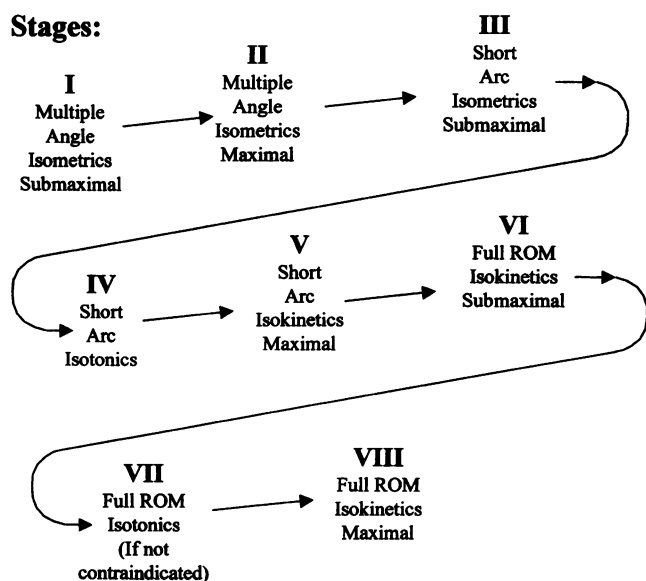 Stages:
I
Multiple
Angle
Isometrics
Submaximal
II
Multiple
Angle
Isometrics
Maximal
III
Short
Arc
Isometrics
Submaximal
IV
Short
Arc
Isotonics
V
Short
Arc
Isokinetics
Maximal
VI
Full ROM
Isokinetics
Submaximal
VII
Full ROM
Isotonics
(If not
contraindicated)
VIII
Full ROM
Isokinetics
Maximal